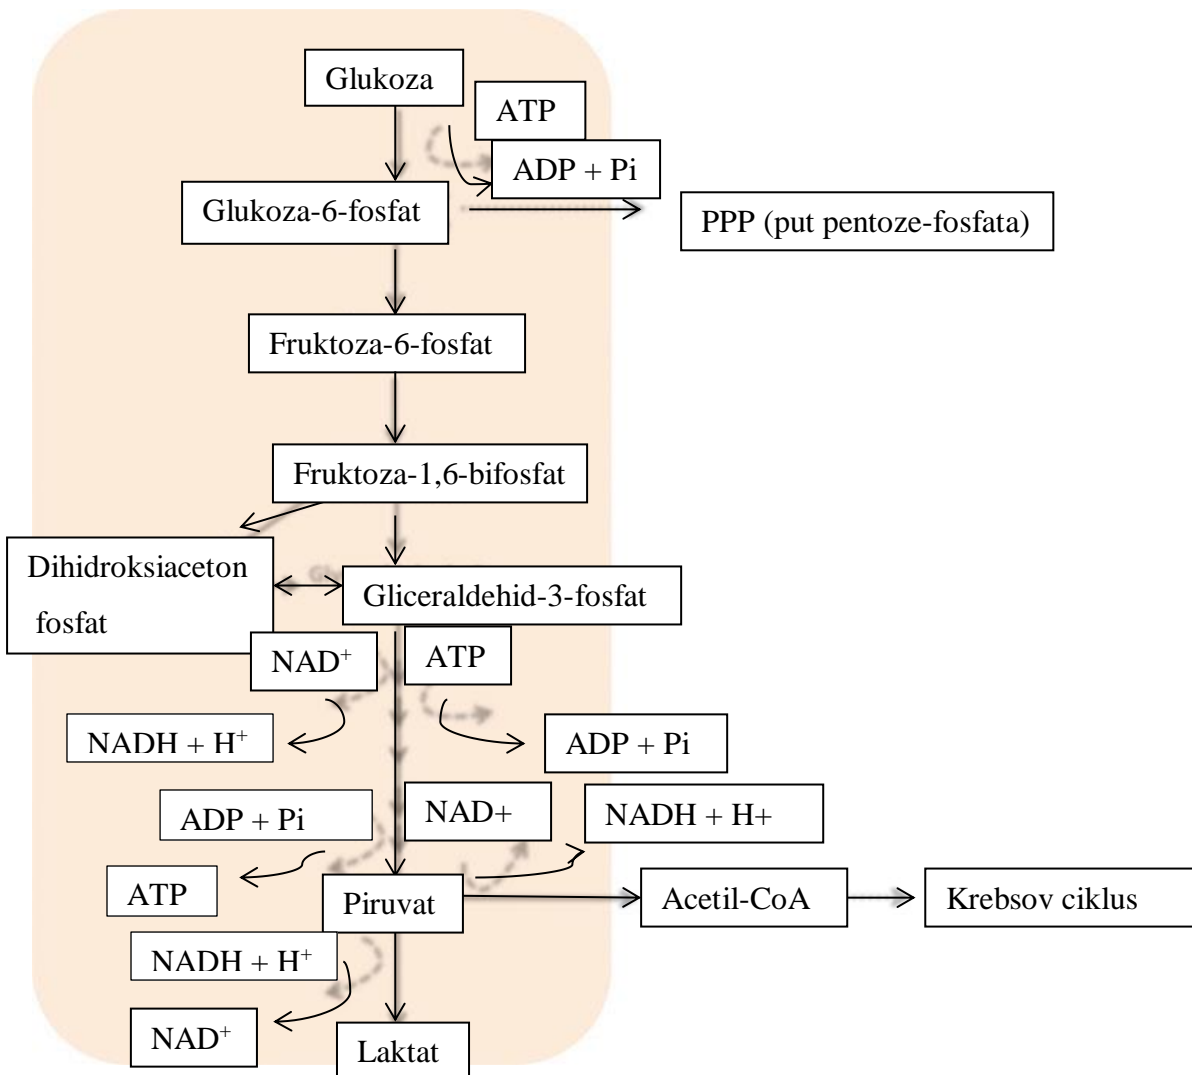 Glukoza
ATP
ADP + Pi
Glukoza-6-fosfat
PPP (put pentoze-fosfata)
Fruktoza-6-fosfat
Fruktoza-1,6-bifosfat
Dihidroksiaceton
fosfat
Gliceraldehid-3-fosfat
NAD⁺
ATP
NADH + H⁺
ADP + Pi
ADP + Pi
NAD+
NADH + H+
ATP
Piruvat
Acetil-CoA
Krebsov ciklus
NADH + H⁺
NAD⁺
Laktat